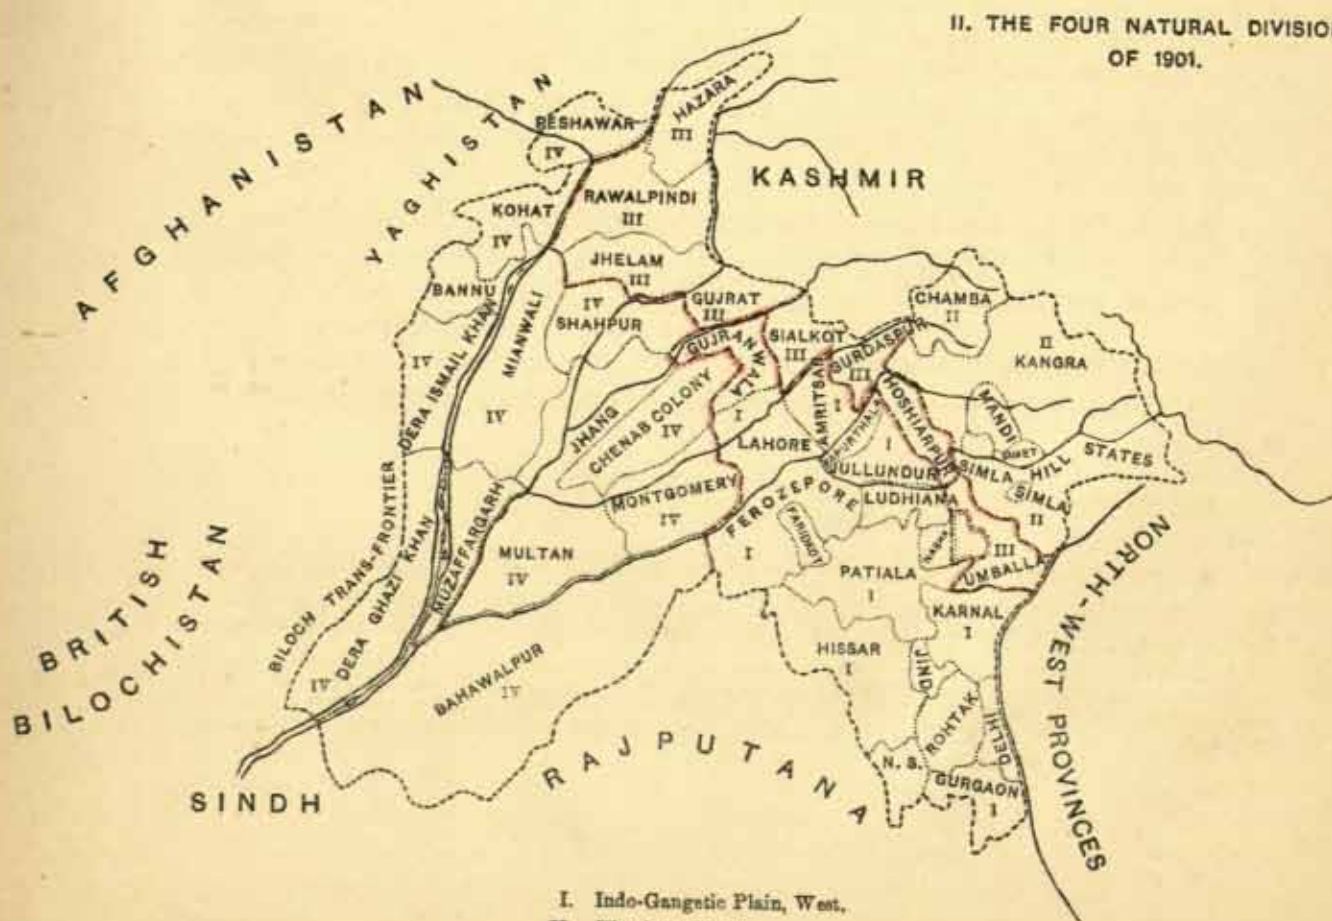 II. THE FOUR NATURAL DIVISIO
OF 1901.
AFGHANISTAN
YAGHISTAN
PESHAWAR
IV
HAZARA
III
KASHMIR
KOHAT
IV
RAWALPINDI
III
JHELAM
III
BANNU
IV
DERA ISMAIL KHAN
MIANWALI
IV
IV
SHAHPUR
GUJRAT
III
GUJRANWALA
I
SIALKOT
III
GURDASPUR
III
CHAMBA
II
II
KANGRA
AMRITSAR
I
HOSHIARPUR
MANDI
JHANG
CHENAB COLONY
IV
LAHORE
KAPURTHALA
I
JULLUNDUR
SIMLA HILL STATES
SIMLA
II
MONTGOMERY
IV
FEROZEPORE
I
LUDHIANA
FARIDKOT
NABHA
III
UMBALLA
PATIALA
I
MULTAN
IV
MUZAFFARGARH
BILOCH TRANS-FRONTIER
DERA GHAZI KHAN
IV
BRITISH
BILOCHISTAN
BAHAWALPUR
IV
KARNAL
I
HISSAR
I
JIND
ROHTAK
DELHI
N. S.
GURGAON
I
NORTH-WEST PROVINCES
RAJPUTANA
SINDH
I. Indo-Gangetic Plain, West.